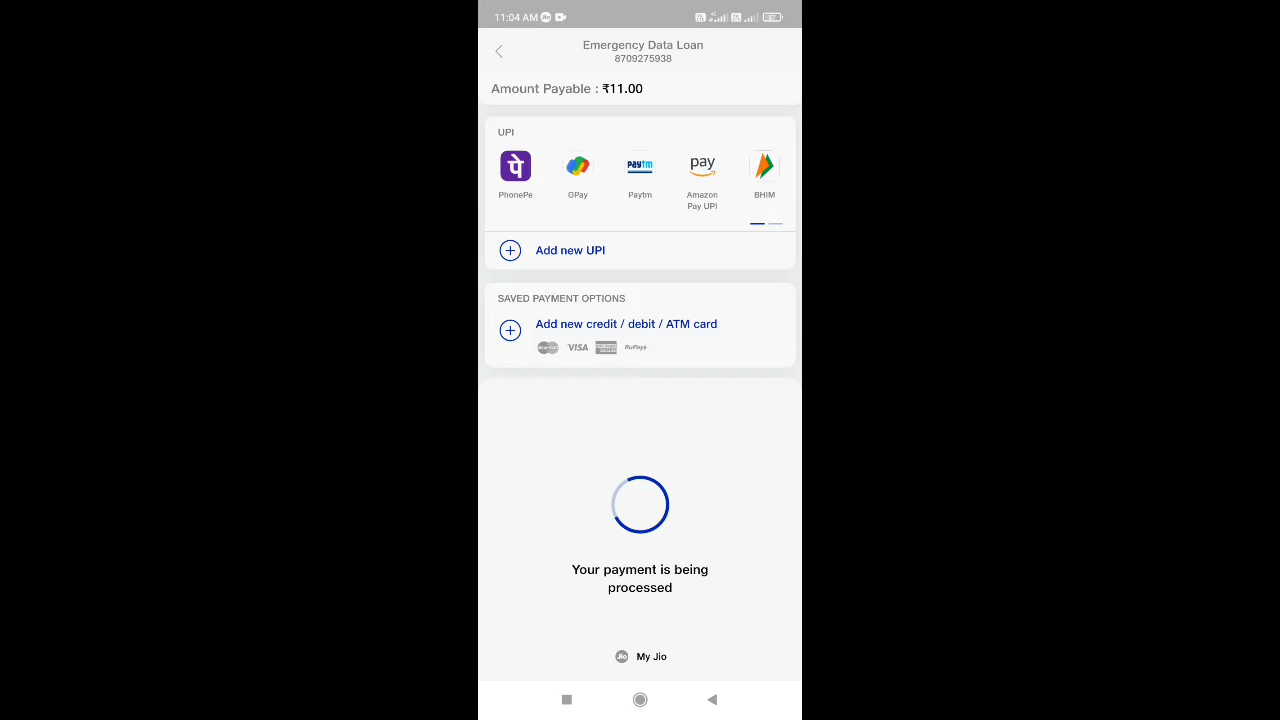 11:04 AM
Emergency Data Loan
8709275938
Amount Payable : ₹11.00
UPI
पे
Paytm
pay
PhonePe
GPay
Paytm
Amazon
Pay UPI
BHIM
Add new UPI
SAVED PAYMENT OPTIONS
Add new credit / debit / ATM card
VISA
RuPay
Your payment is being
processed
Jio My Jio